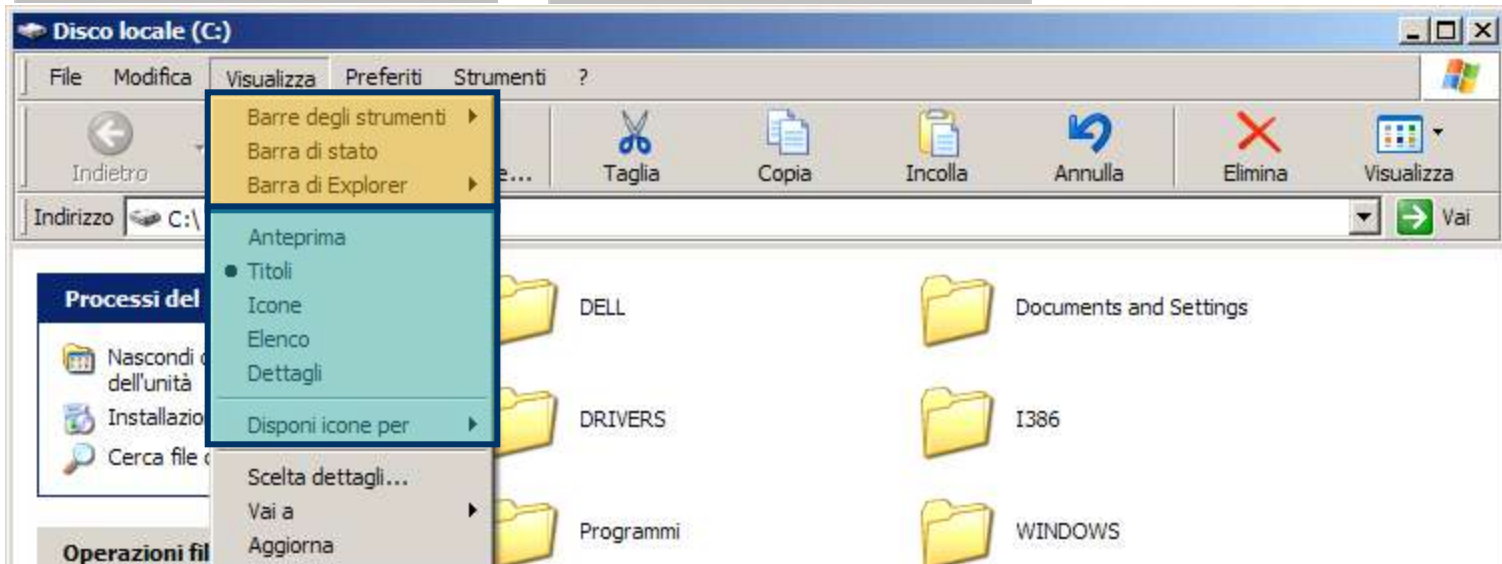 Disco locale (C:)
File Modifica Visualizza Preferiti Strumenti ?
Barre degli strumenti
Barra di stato
Barra di Explorer
Indietro e... Taglia Copia Incolla Annulla Elimina Visualizza
Indirizzo C:\ Vai
Anteprima
Titoli
Icone
Elenco
Dettagli
Disponi icone per
Scelta dettagli...
Vai a
Aggiorna
Processi del
Nascondi
dell'unità
Installazio
Cerca file
Operazioni fil
DELL Documents and Settings
DRIVERS I386
Programmi WINDOWS